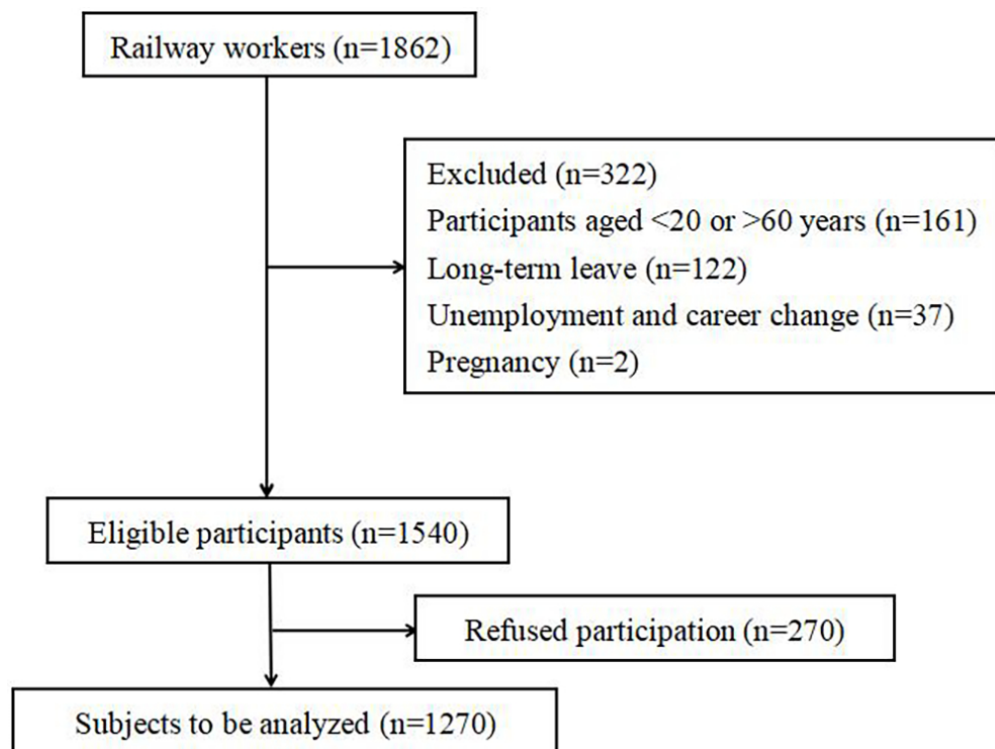 Railway workers (n=1862)
Excluded (n=322)
Participants aged <20 or >60 years (n=161)
Long-term leave (n=122)
Unemployment and career change (n=37)
Pregnancy (n=2)
Eligible participants (n=1540)
Refused participation (n=270)
Subjects to be analyzed (n=1270)